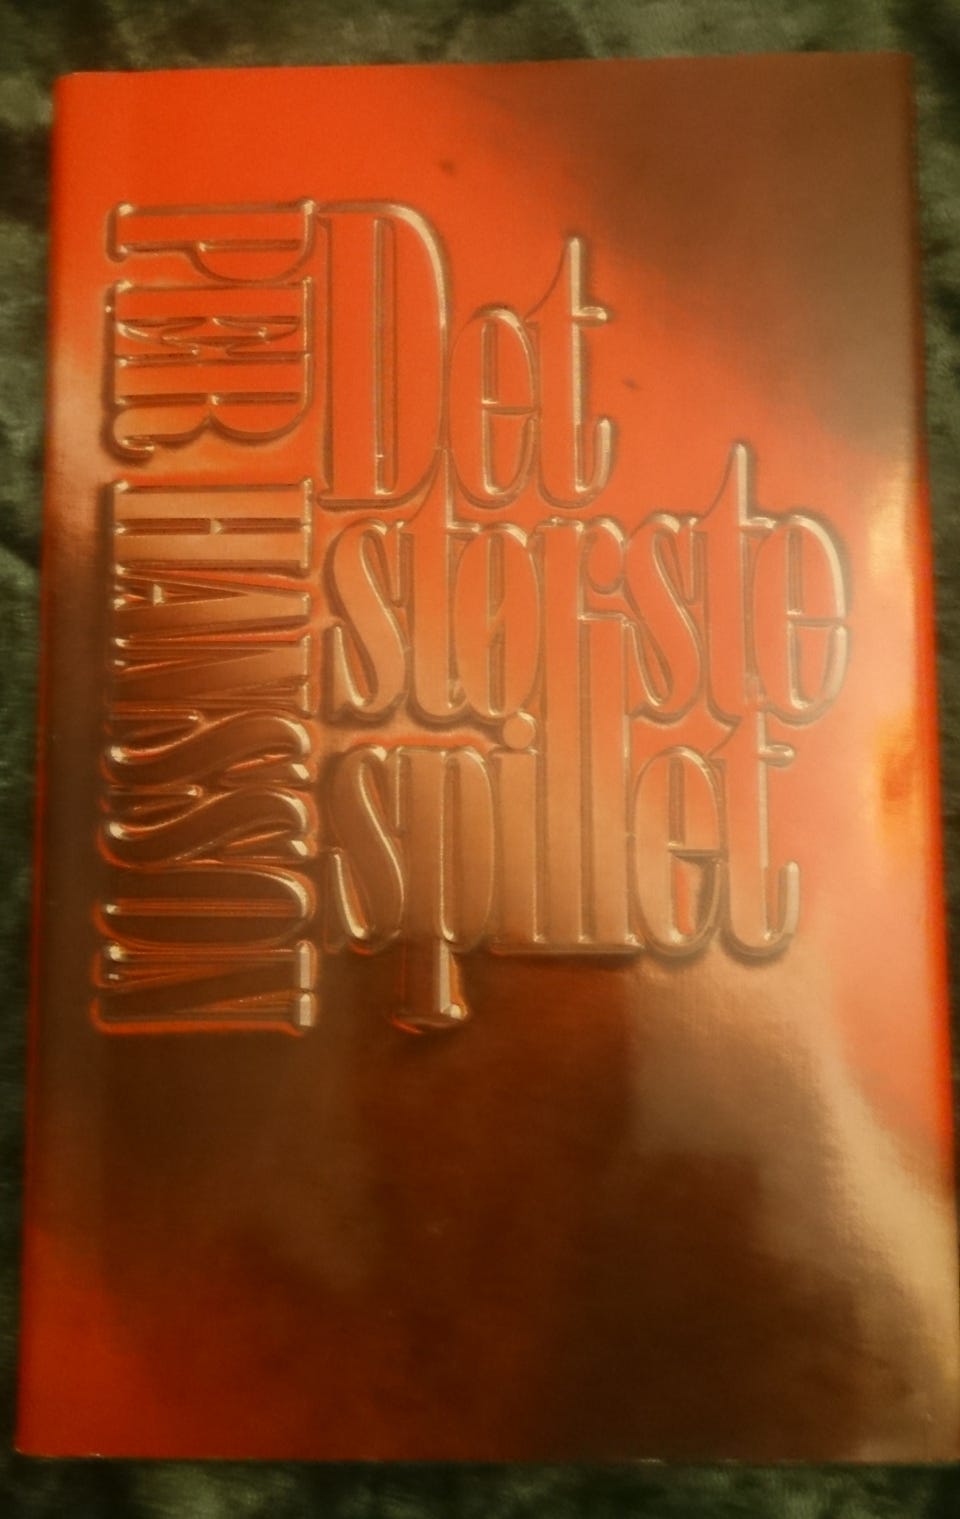 PER HANSSON
Det
største
spillet